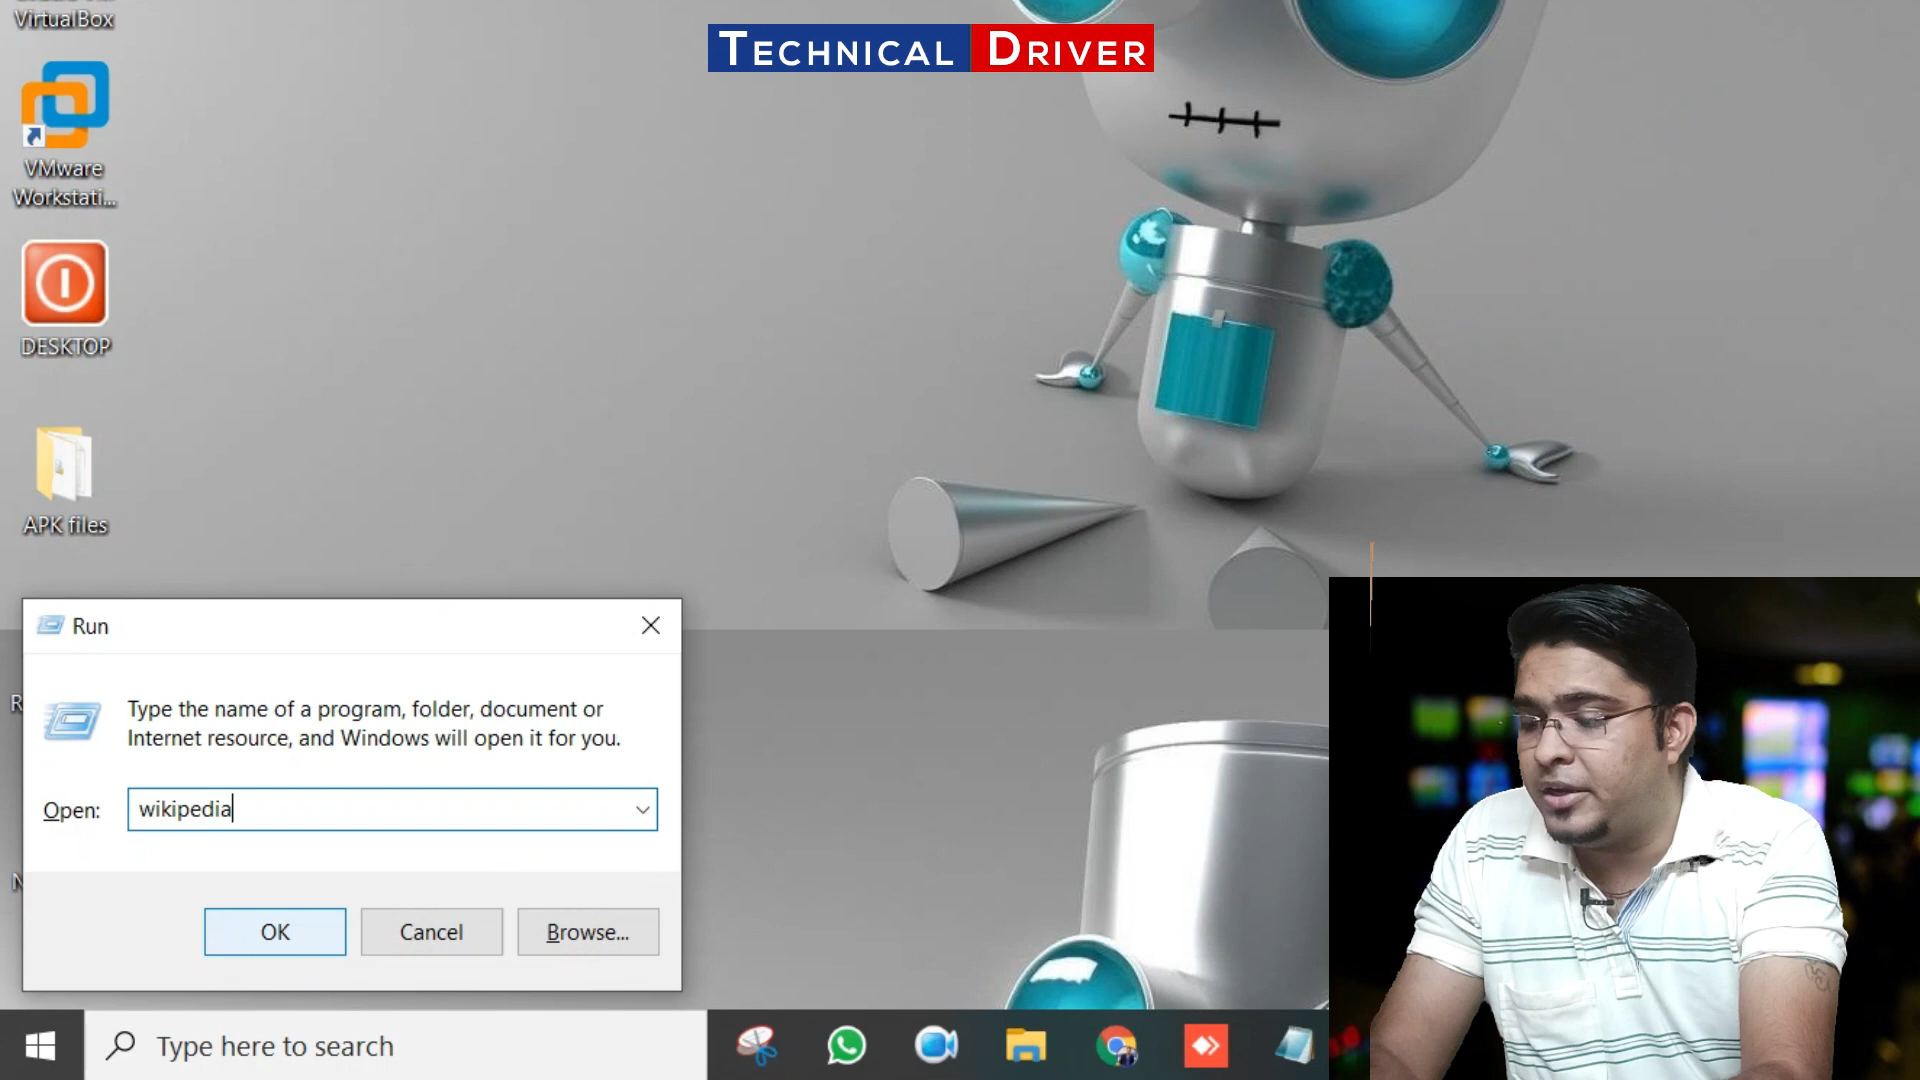 VirtualBox
TECHNICAL DRIVER
VMware
Workstati...
DESKTOP
APK files
Run
Type the name of a program, folder, document or
Internet resource, and Windows will open it for you.
Open: wikipedia
OK Cancel Browse...
Type here to search